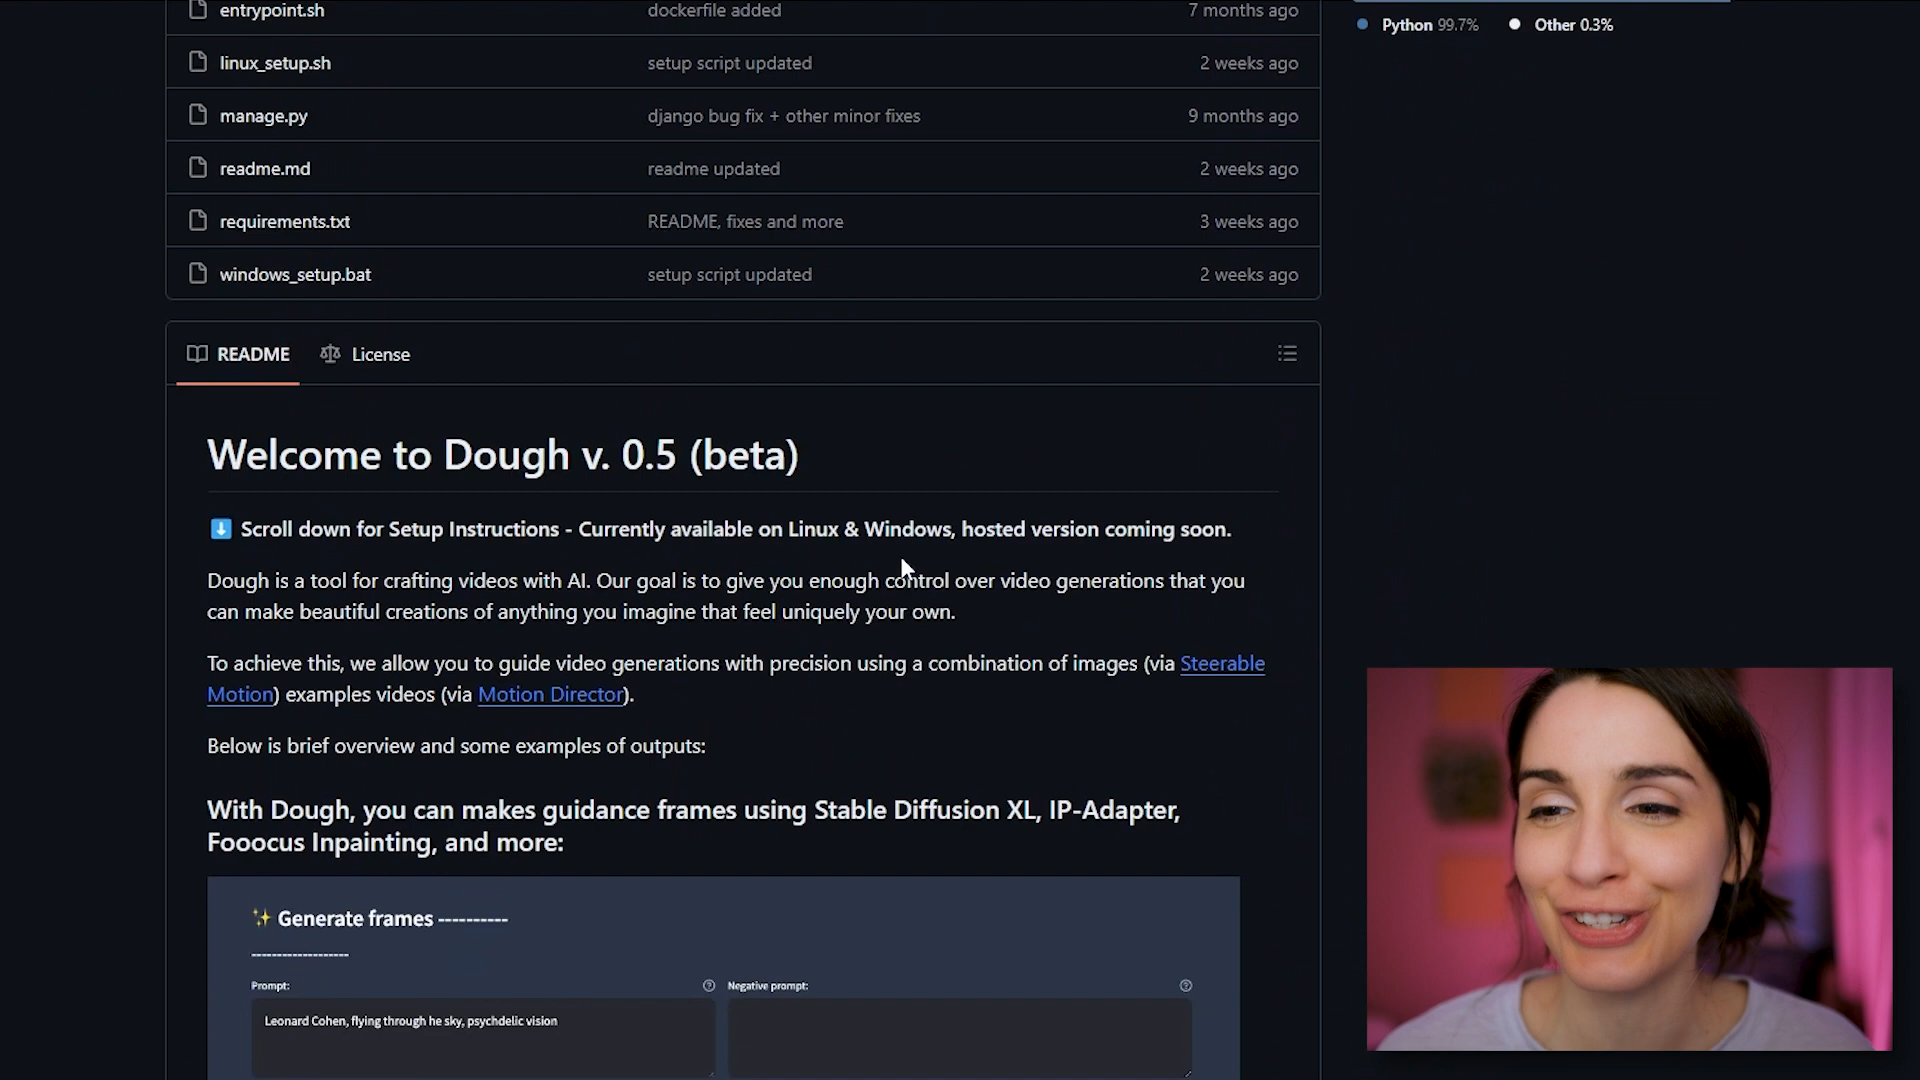 entrypoint.sh dockerfile added 7 months ago
Python 99.7% Other 0.3%
linux_setup.sh setup script updated 2 weeks ago
manage.py django bug fix + other minor fixes 9 months ago
readme.md readme updated 2 weeks ago
requirements.txt README, fixes and more 3 weeks ago
windows_setup.bat setup script updated 2 weeks ago
README License
Welcome to Dough v. 0.5 (beta)
Scroll down for Setup Instructions - Currently available on Linux & Windows, hosted version coming soon.
Dough is a tool for crafting videos with AI. Our goal is to give you enough control over video generations that you
can make beautiful creations of anything you imagine that feel uniquely your own.
To achieve this, we allow you to guide video generations with precision using a combination of images (via Steerable
Motion) examples videos (via Motion Director).
Below is brief overview and some examples of outputs:
With Dough, you can makes guidance frames using Stable Diffusion XL, IP-Adapter,
Fooocus Inpainting, and more:
✨ Generate frames ----------
-------------------
Prompt: Negative prompt:
Leonard Cohen, flying through he sky, psychdelic vision